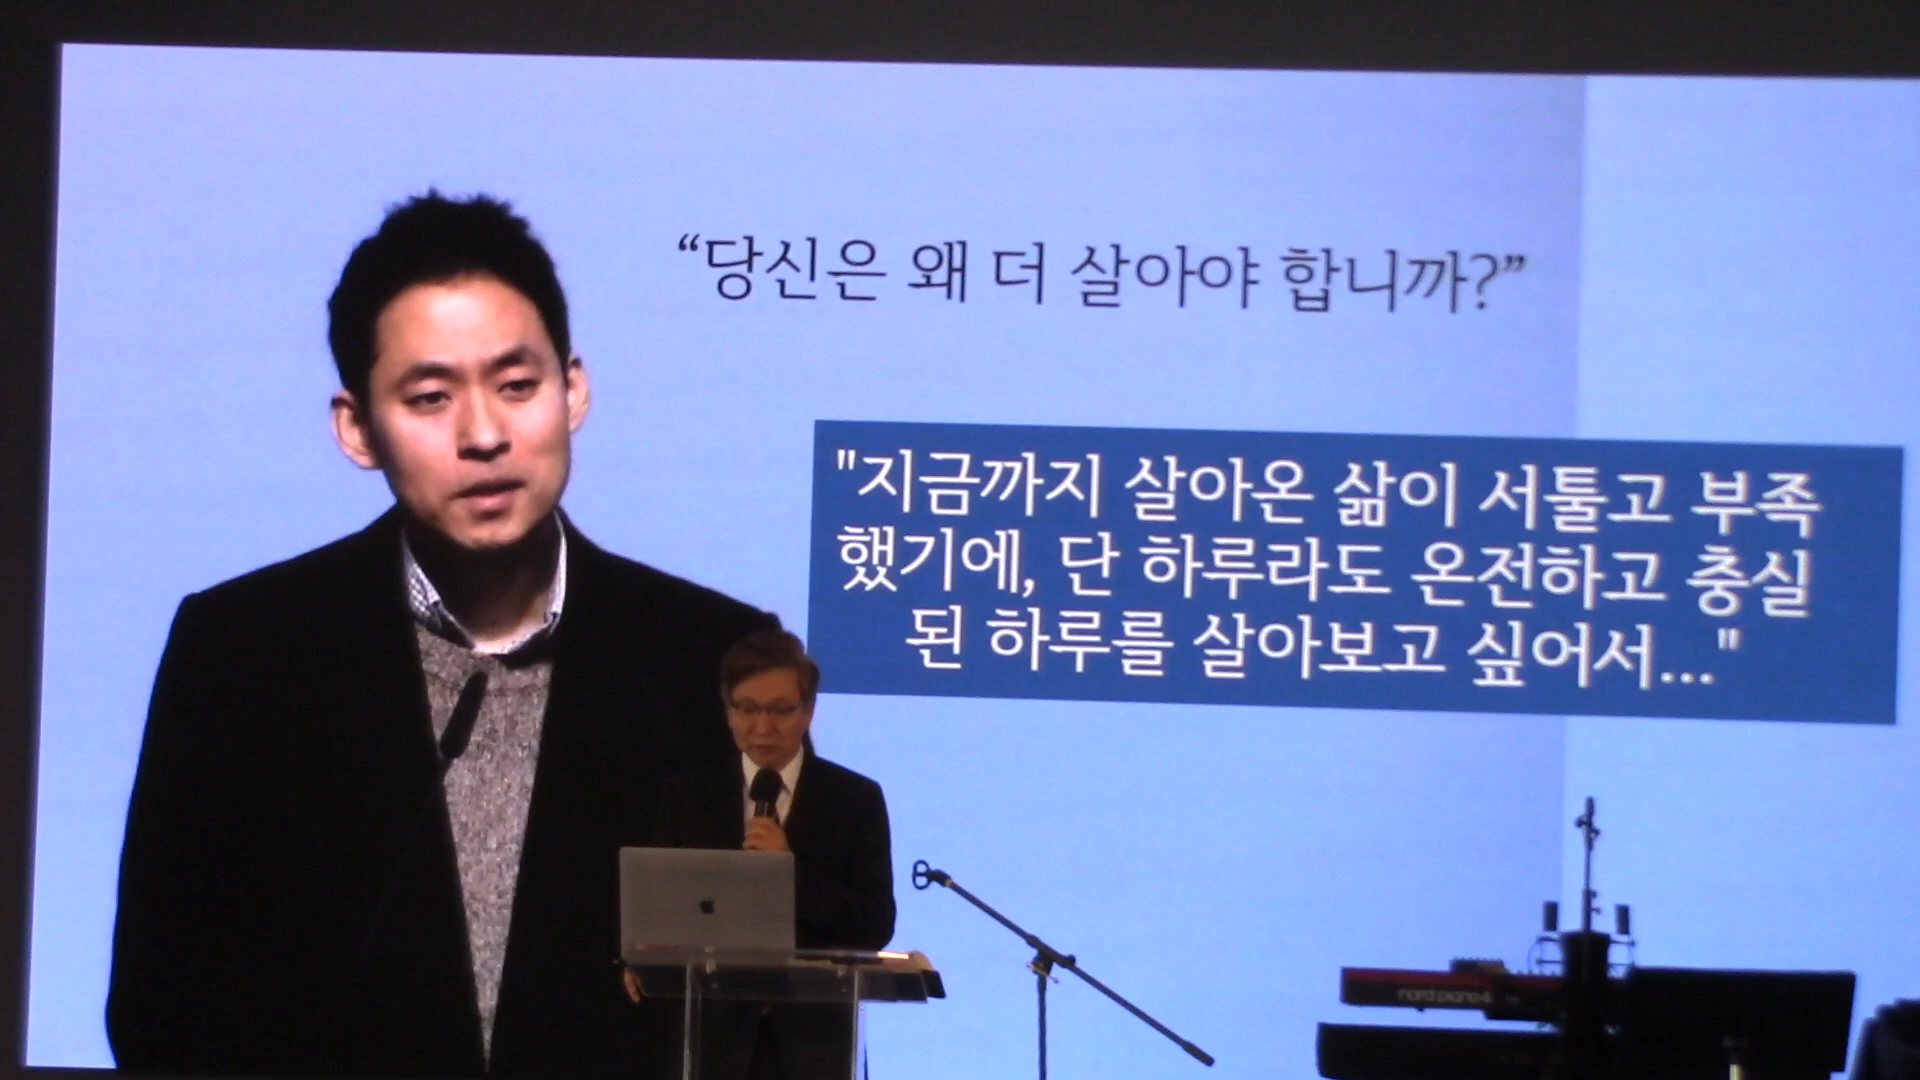 “당신은 왜 더 살아야 합니까?”
"지금까지 살아온 삶이 서툴고 부족
했기에, 단 하루라도 온전하고 충실
된 하루를 살아보고 싶어서..."
nord piano 4